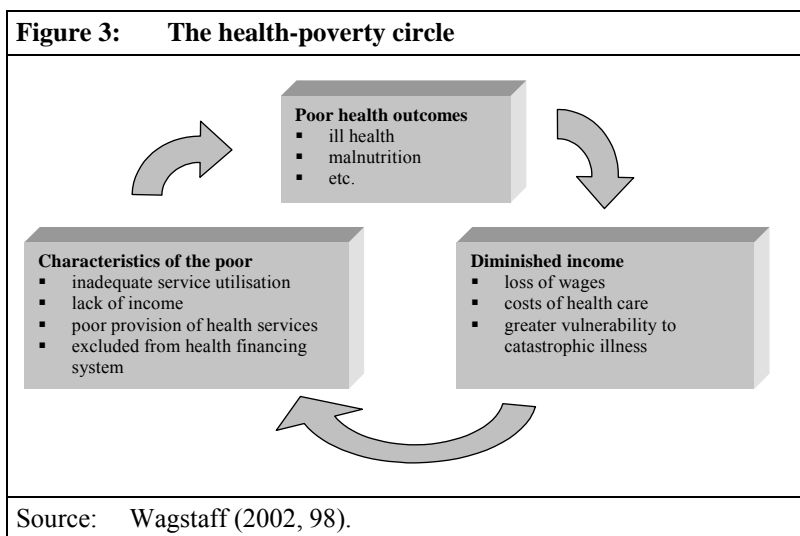 Figure 3: The health-poverty circle
Poor health outcomes
▪ ill health
▪ malnutrition
▪ etc.
Characteristics of the poor
▪ inadequate service utilisation
▪ lack of income
▪ poor provision of health services
▪ excluded from health financing
system
Diminished income
▪ loss of wages
▪ costs of health care
▪ greater vulnerability to
catastrophic illness
Source: Wagstaff (2002, 98).